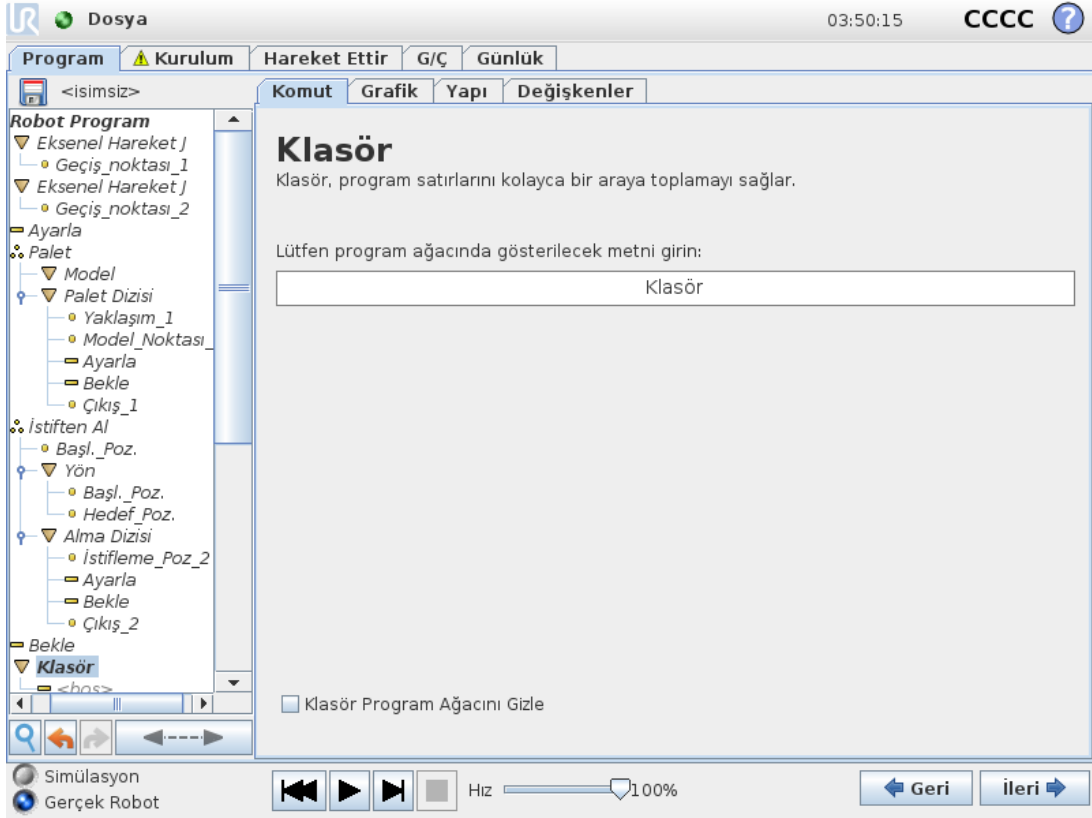 Dosya
03:50:15
CCCC
?
Program
Kurulum
Hareket Ettir
G/Ç
Günlük
<isimsiz>
Komut
Grafik
Yapı
Değişkenler
Robot Program
Eksenel Hareket J
Geçiş_noktası_1
Eksenel Hareket J
Geçiş_noktası_2
Ayarla
Palet
Model
Palet Dizisi
Yaklaşım_1
Model_Noktası_
Ayarla
Bekle
Çıkış_1
İstiften Al
Başl._Poz.
Yön
Başl._Poz.
Hedef_Poz.
Alma Dizisi
İstifleme_Poz_2
Ayarla
Bekle
Çıkış_2
Bekle
Klasör
<boş>
Klasör
Klasör, program satırlarını kolayca bir araya toplamayı sağlar.
Lütfen program ağacında gösterilecek metni girin:
Klasör
Klasör Program Ağacını Gizle
Simülasyon
Gerçek Robot
Hız
100%
Geri
İleri